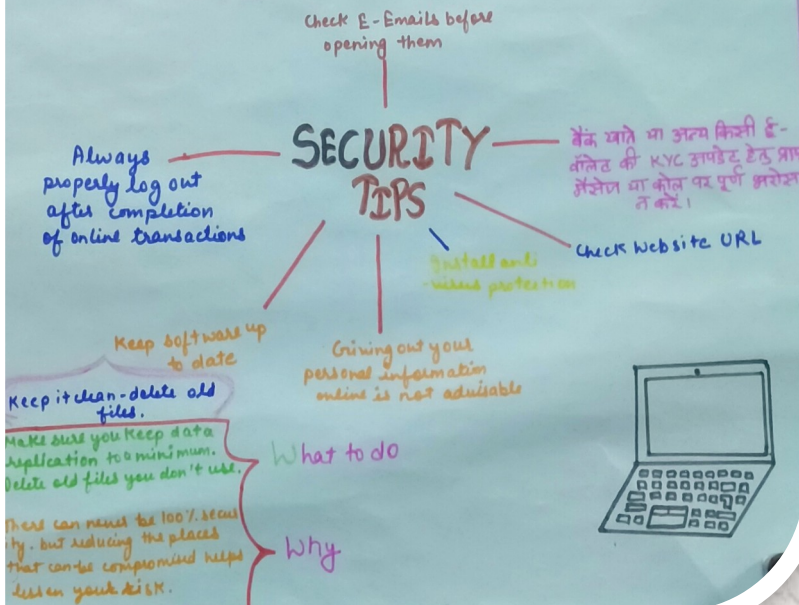 Check E-Emails before
opening them
SECURITY
TIPS
Always
properly log out
after completion
of online transactions
बैंक खाते या अन्य किसी ई-
वॉलेट की KYC अपडेट हेतु प्राप्त
मैसेज या कोल पर पूर्ण भरोसा
न करें।
Check Website URL
Install anti
-virus protection
Keep software up
to date
Giving out your
personal information
online is not advisable
Keep it clean - delete old
files.
Make sure you keep data
replication to a minimum.
Delete old files you don't use.
What to do
There can never be 100% secur
ity. but reducing the places
that can be compromised helps
lessen your risk.
Why